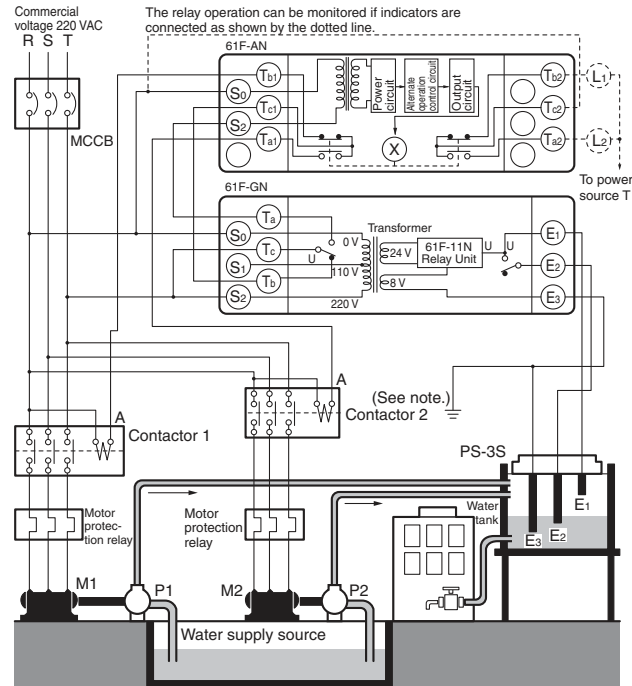 Commercial
voltage 220 VAC
R S T
The relay operation can be monitored if indicators are
connected as shown by the dotted line.
61F-AN
MCCB
S0
S2
Tb1
Tc1
Ta1
Power
circuit
Alternate
operation
control circuit
Output
circuit
X
Tb2
Tc2
Ta2
L1
L2
To power
source T
61F-GN
S0
S1
S2
Ta
Tc
Tb
U
Transformer
0 V
110 V
220 V
24 V
8 V
61F-11N
Relay Unit
U
U
E1
E2
E3
A
Contactor 1
A
Contactor 2
(See note.)
PS-3S
Motor
protec-
tion relay
Motor
protection
relay
Water
tank
E1
E2
E3
M1
P1
M2
P2
Water supply source